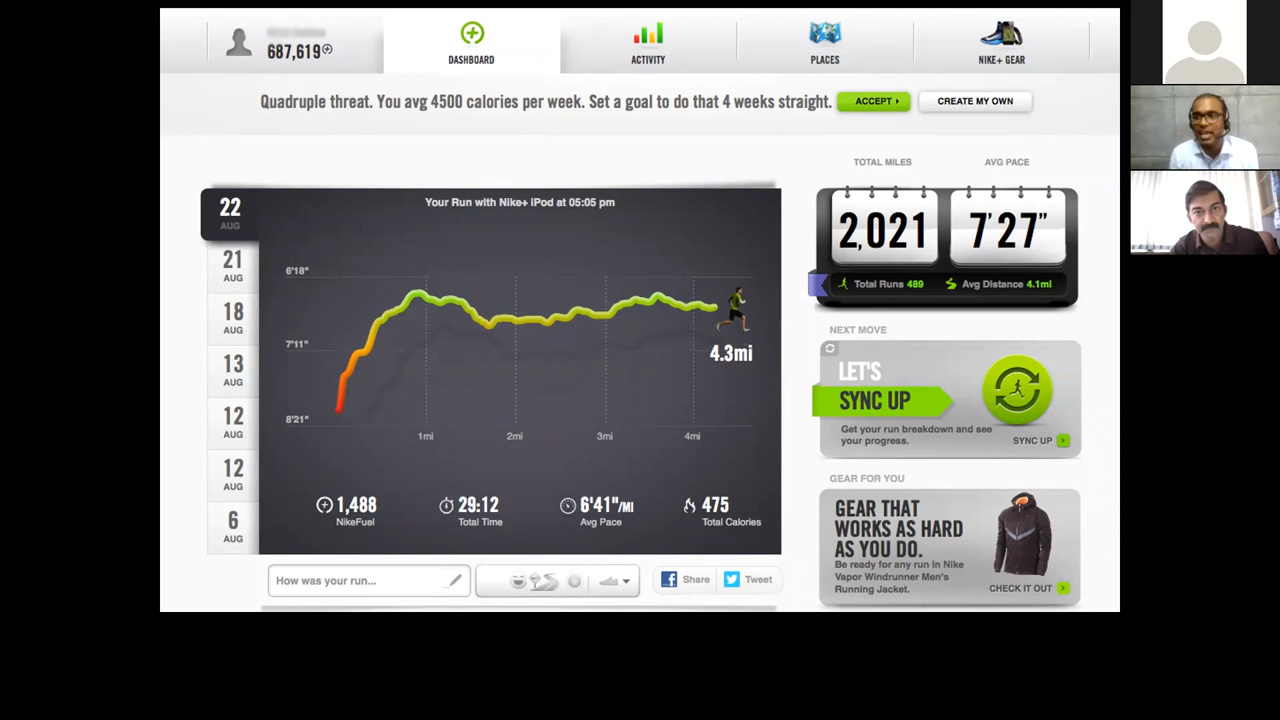 687,619
DASHBOARD
ACTIVITY
PLACES
NIKE+ GEAR
Quadruple threat. You avg 4500 calories per week. Set a goal to do that 4 weeks straight.
ACCEPT
CREATE MY OWN
TOTAL MILES
AVG PACE
2,021
7'27"
Total Runs 489
Avg Distance 4.1mi
22
AUG
21
AUG
18
AUG
13
AUG
12
AUG
12
AUG
6
AUG
Your Run with Nike+ iPod at 05:05 pm
6'18"
7'11"
8'21"
4.3mi
1mi
2mi
3mi
4mi
1,488
NikeFuel
29:12
Total Time
6'41"/MI
Avg Pace
475
Total Calories
How was your run...
Share
Tweet
NEXT MOVE
LET'S
SYNC UP
Get your run breakdown and see
your progress.
SYNC UP
GEAR FOR YOU
GEAR THAT
WORKS AS HARD
AS YOU DO.
Be ready for any run in Nike
Vapor Windrunner Men's
Running Jacket.
CHECK IT OUT